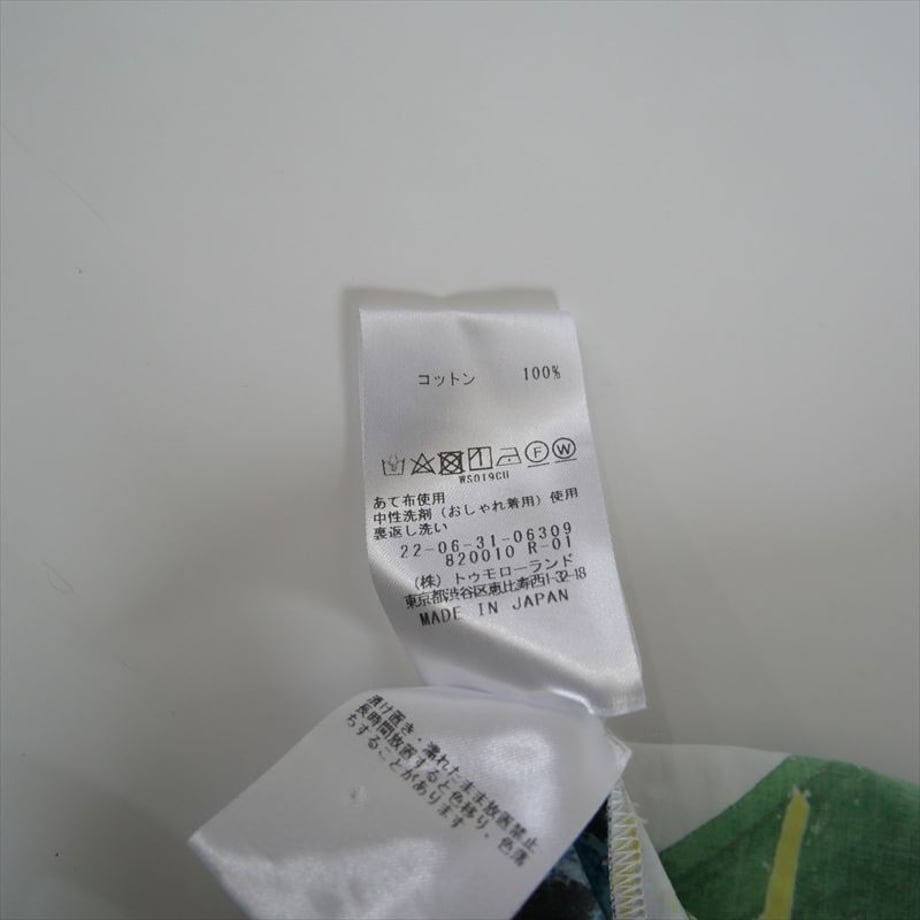 コットン 100%
F W
WS019CU
あて布使用
中性洗剤（おしゃれ着用）使用
裏返し洗い
22-06-31-06309
820010 R-01
（株）トゥモローランド
東京都渋谷区恵比寿西1-32-18
MADE IN JAPAN
漬け置き・濡れたまま放置禁止
長時間放置すると色移り、色落
ちすることがあります